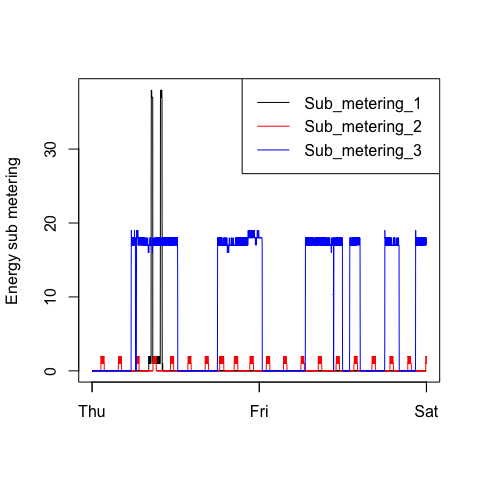 Sub_metering_1
Sub_metering_2
Sub_metering_3
Energy sub metering
30
20
10
0
Thu Fri Sat